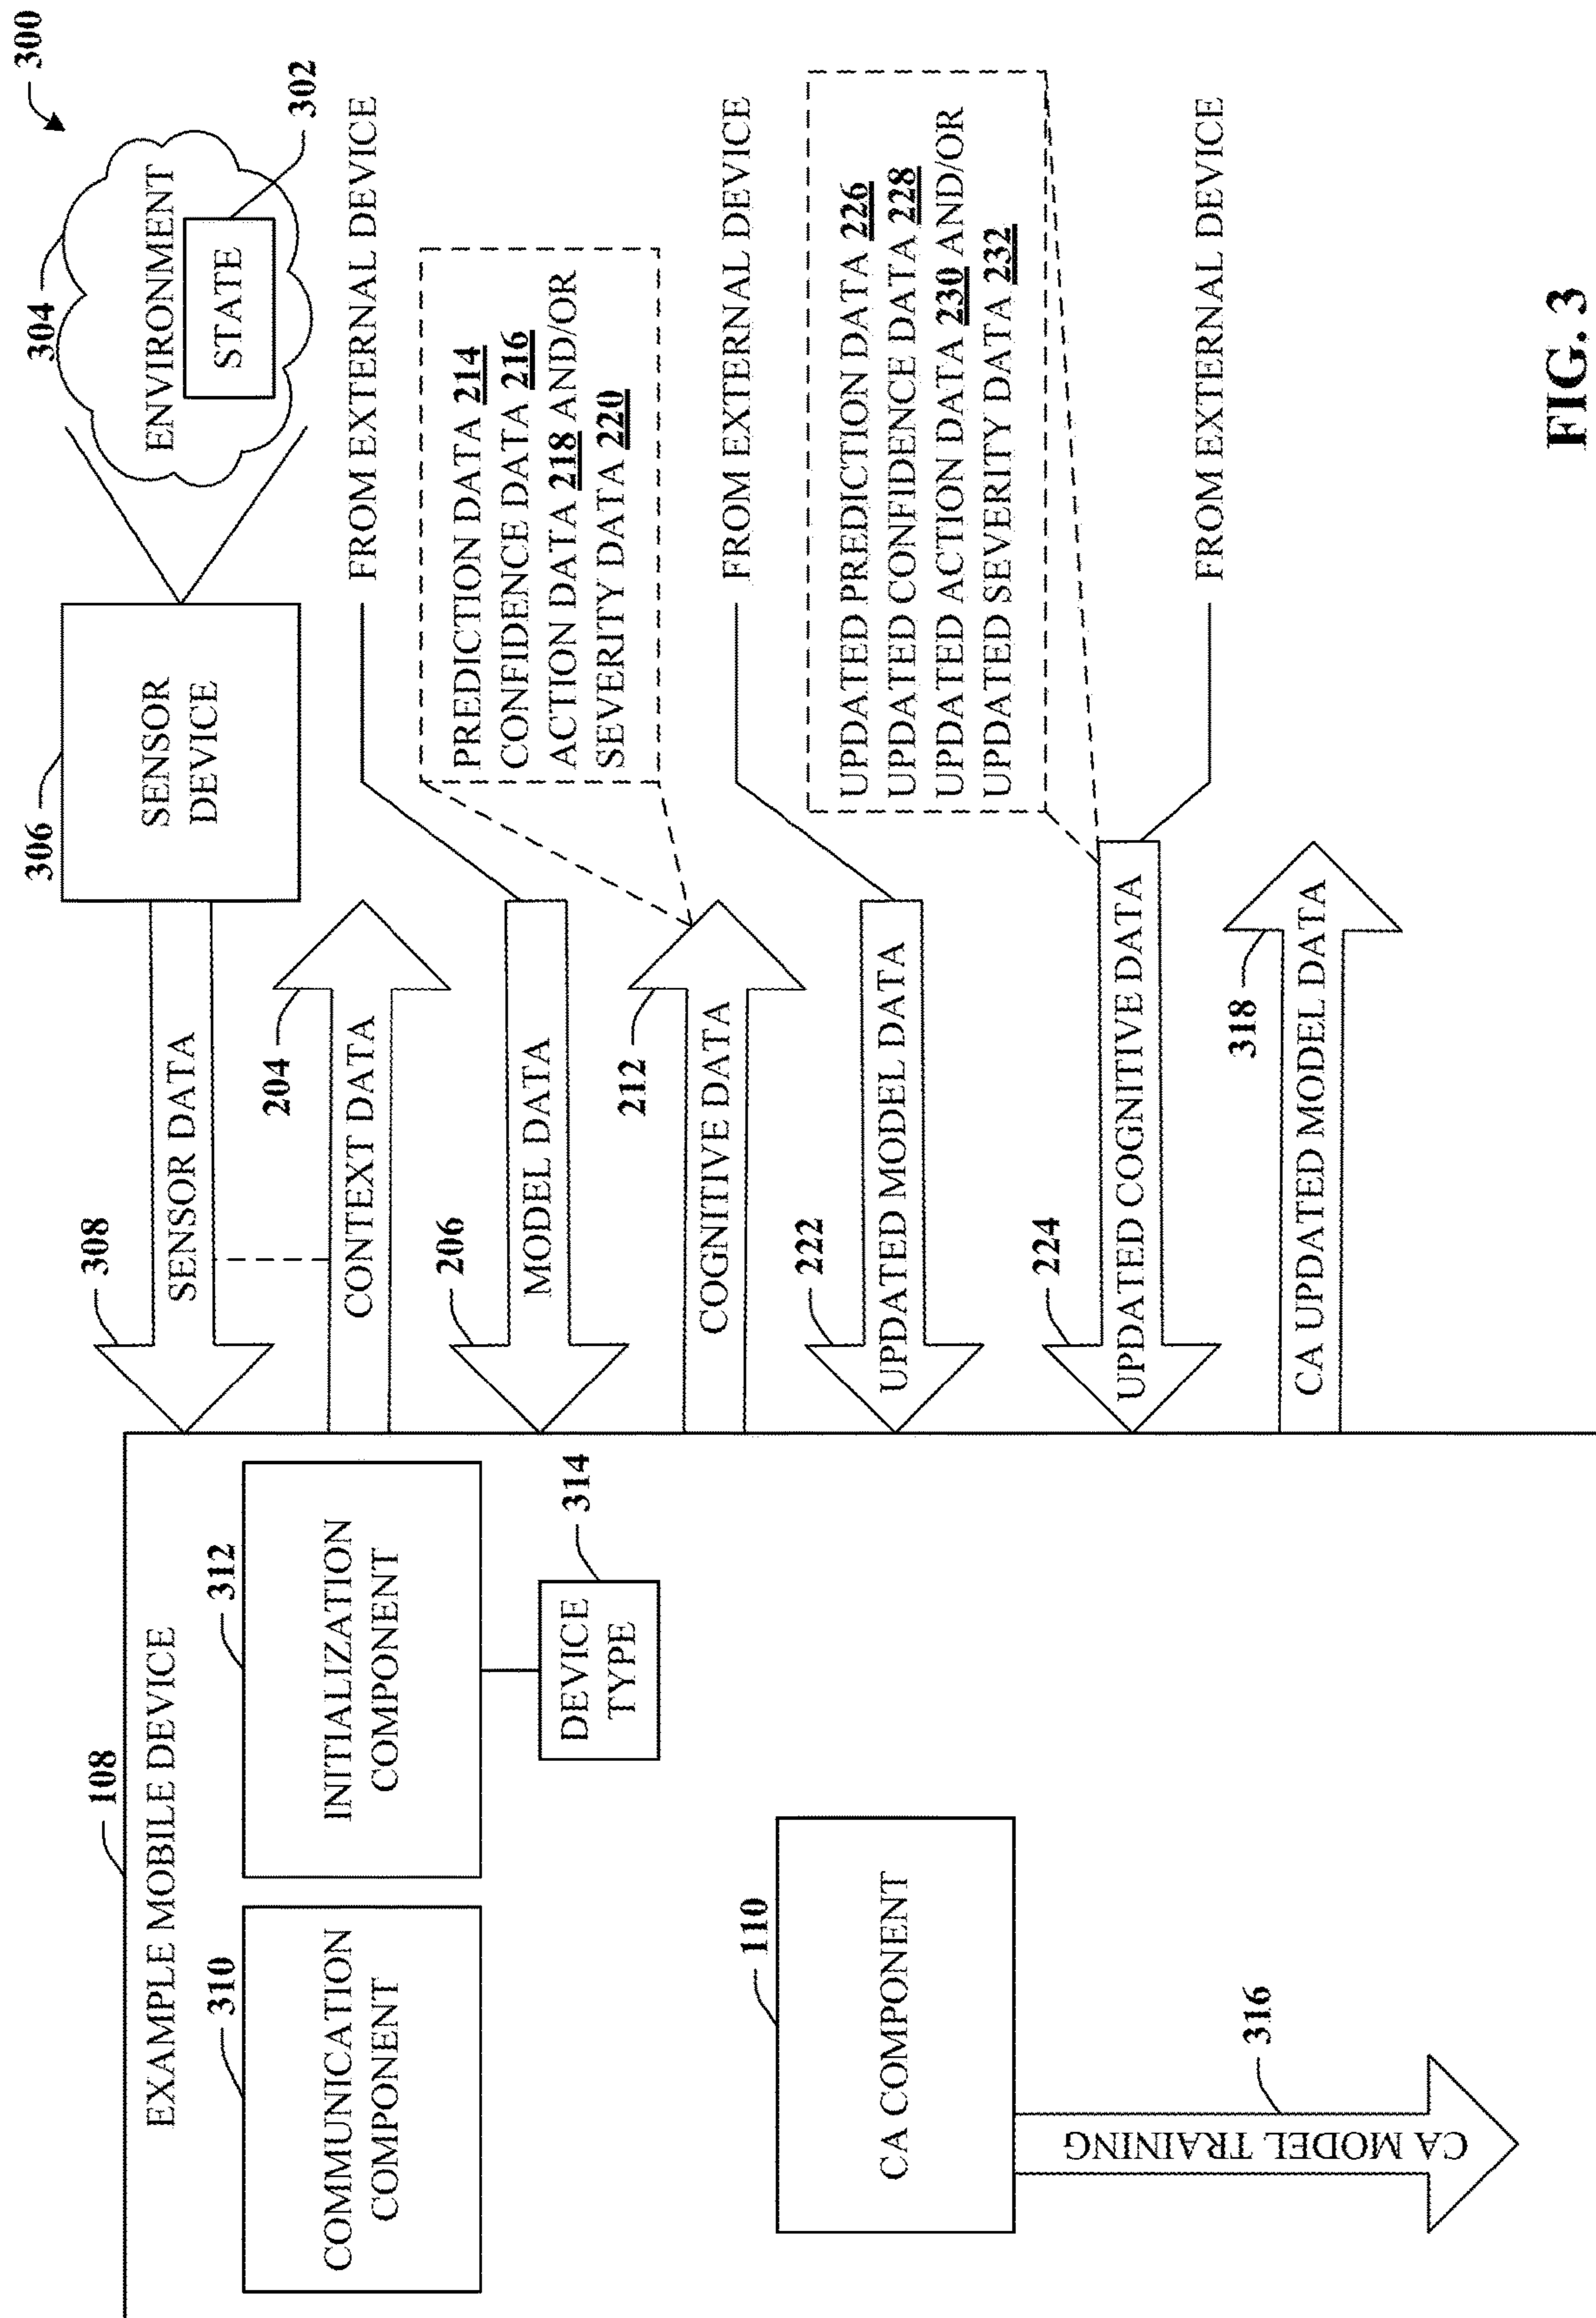 300
304
ENVIRONMENT
STATE
302
306
SENSOR
DEVICE
308
SENSOR DATA
204
CONTEXT DATA
FROM EXTERNAL DEVICE
206
MODEL DATA
PREDICTION DATA 214
CONFIDENCE DATA 216
ACTION DATA 218 AND/OR
SEVERITY DATA 220
212
COGNITIVE DATA
FROM EXTERNAL DEVICE
222
UPDATED MODEL DATA
UPDATED PREDICTION DATA 226
UPDATED CONFIDENCE DATA 228
UPDATED ACTION DATA 230 AND/OR
UPDATED SEVERITY DATA 232
224
UPDATED COGNITIVE DATA
FROM EXTERNAL DEVICE
318
CA UPDATED MODEL DATA
108
EXAMPLE MOBILE DEVICE
310
COMMUNICATION
COMPONENT
312
INITIALIZATION
COMPONENT
314
DEVICE
TYPE
110
CA COMPONENT
316
CA MODEL TRAINING
FIG. 3